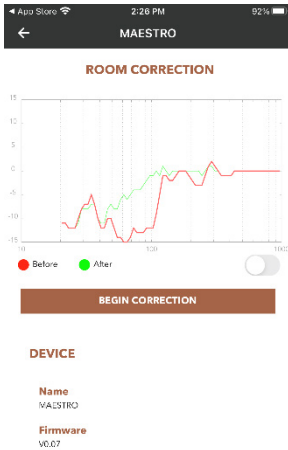 ◄ App Store 2:26 PM 92%
MAESTRO
ROOM CORRECTION
15
10
5
0
-5
-10
-15
10 100 1000
Before After
BEGIN CORRECTION
DEVICE
Name
MAESTRO
Firmware
V0.07